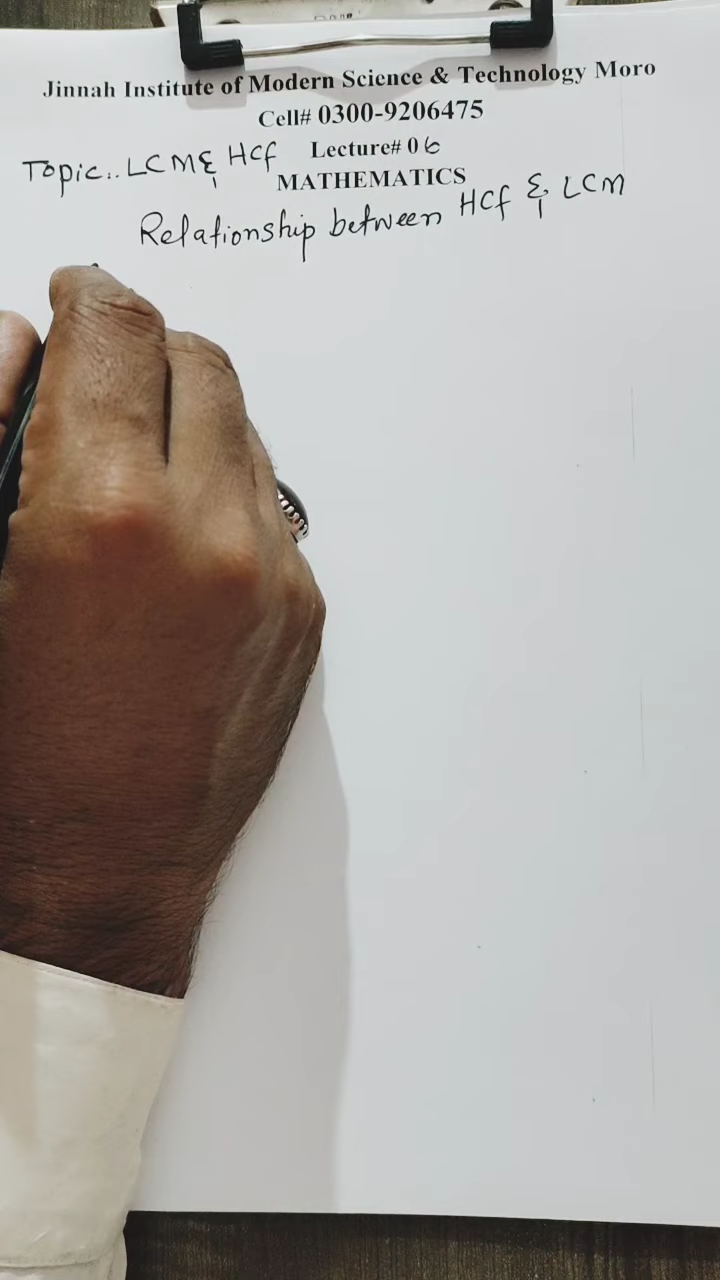 Jinnah Institute of Modern Science & Technology Moro
Cell# 0300-9206475
Topic.. LCM & HCf Lecture# 06
MATHEMATICS
Relationship between HCf & LCM